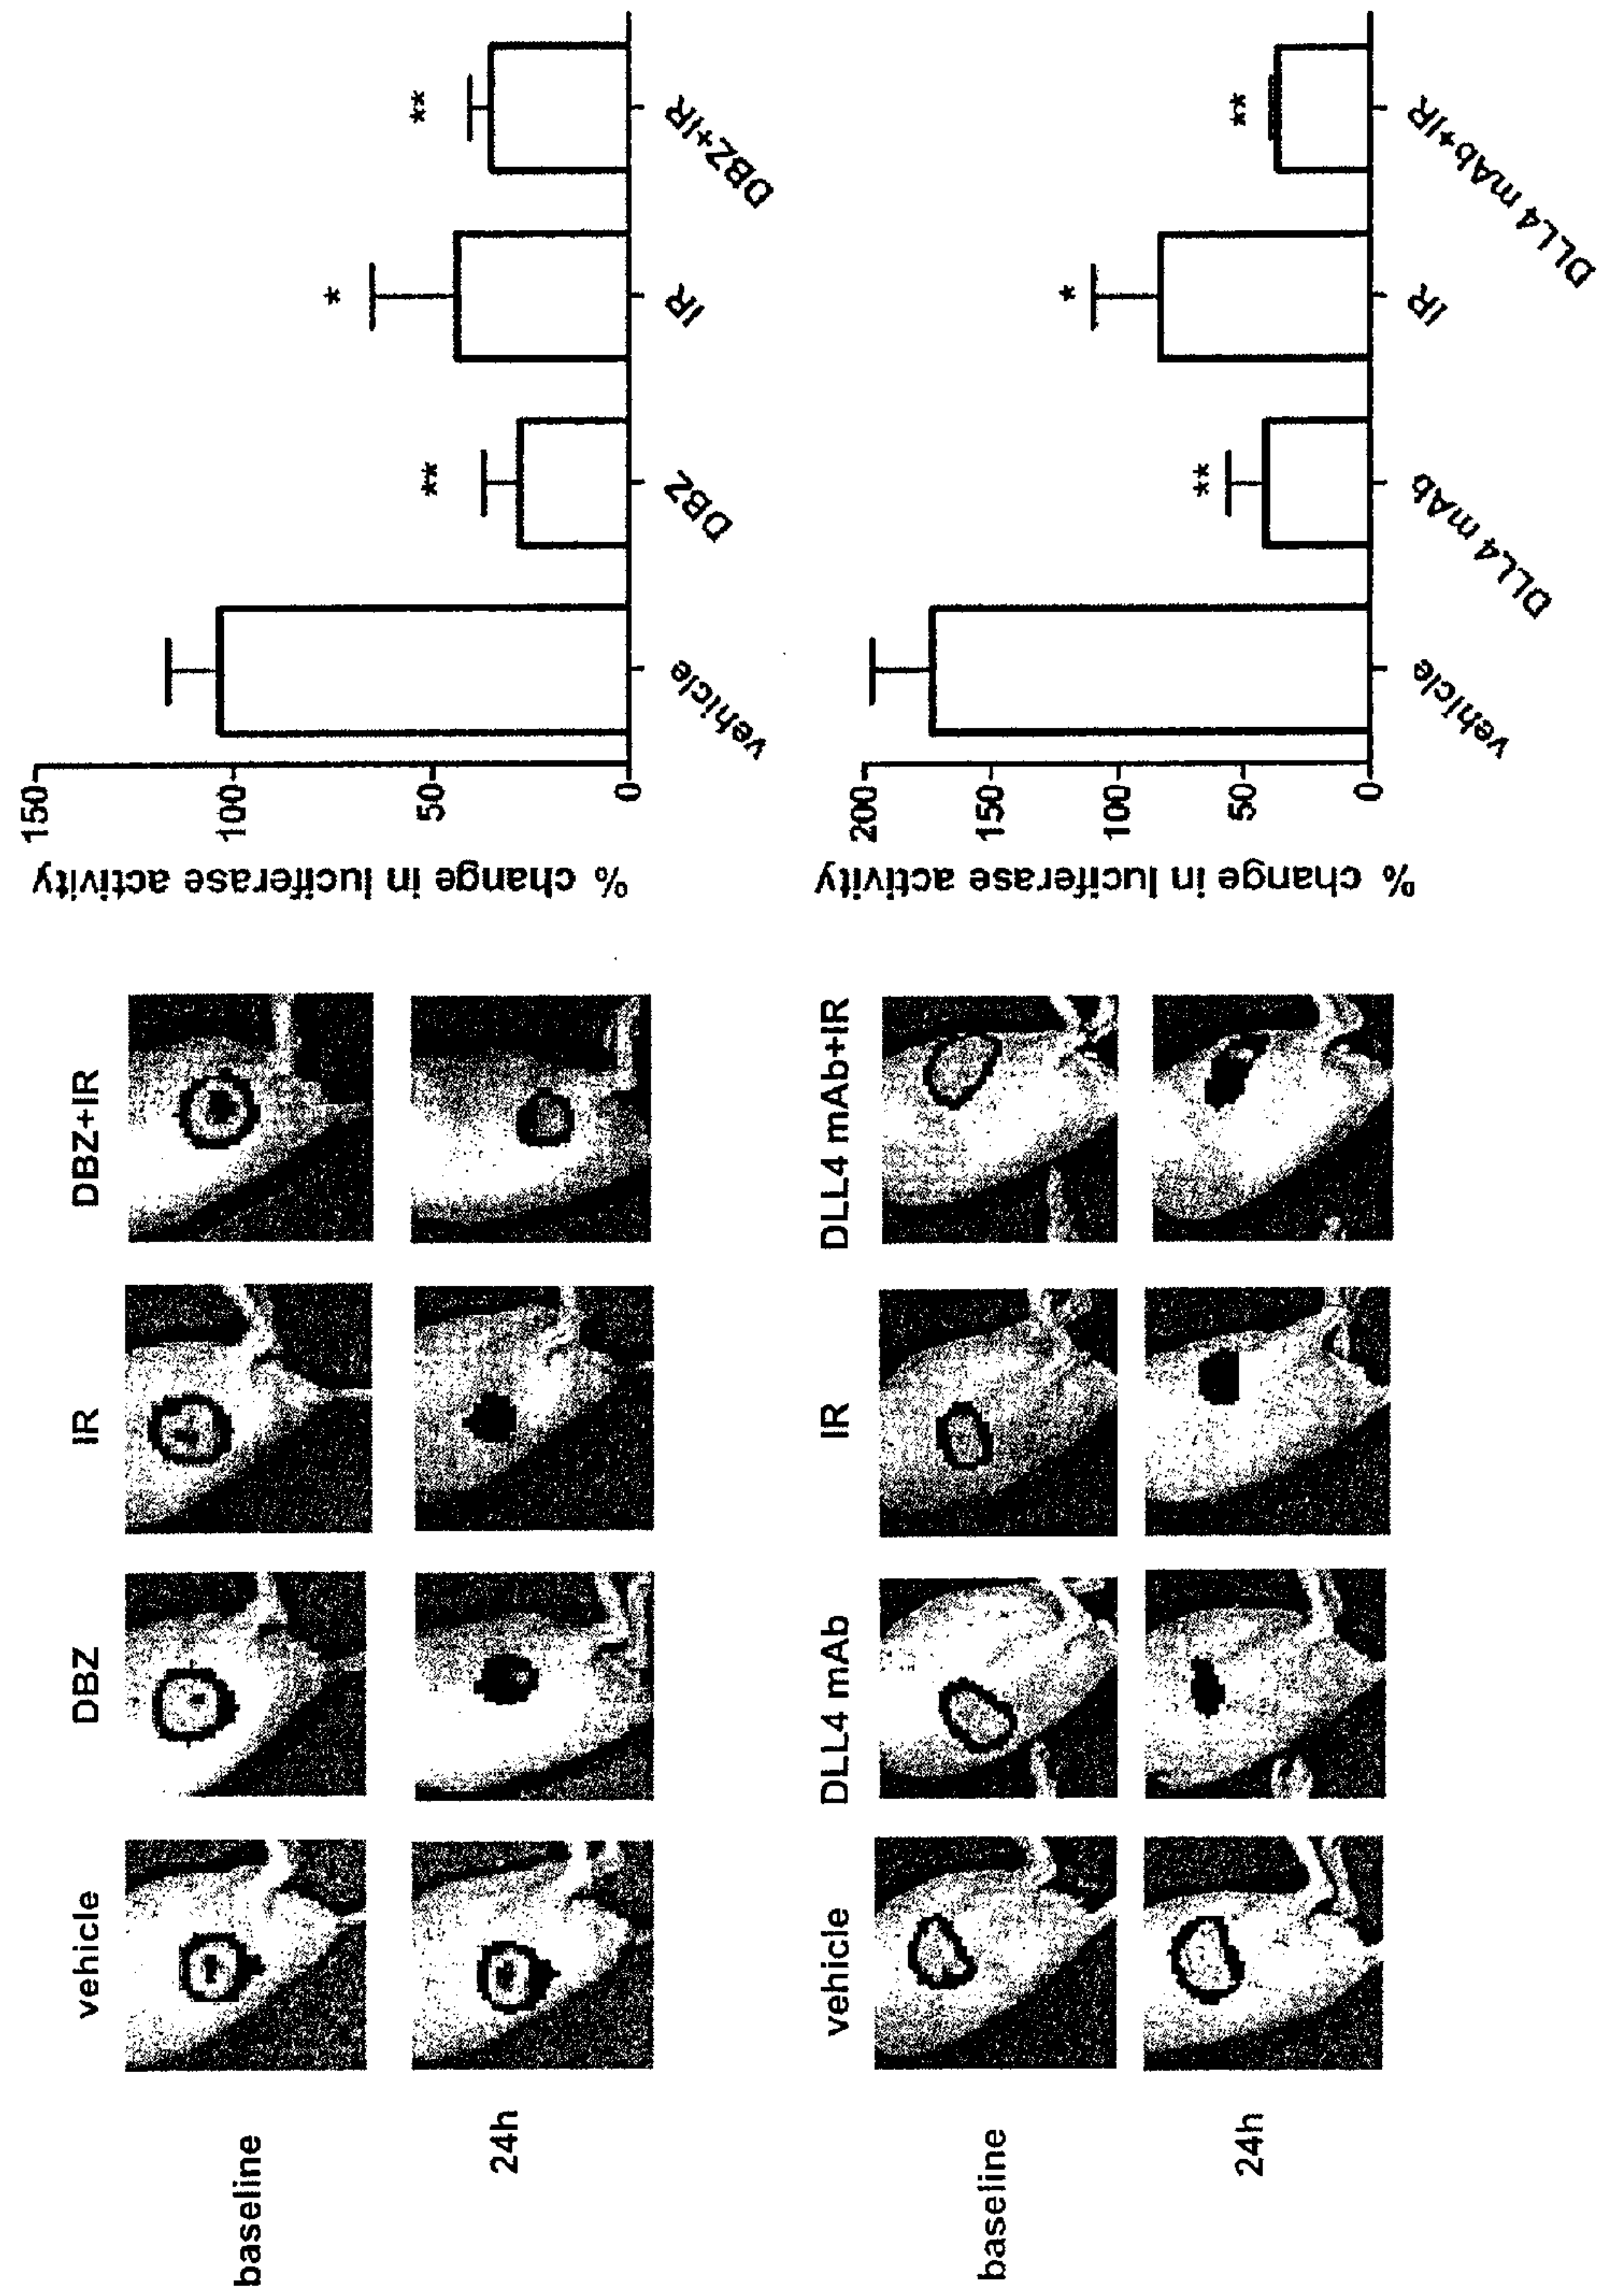 vehicle DBZ IR DBZ+IR
baseline
24h
% change in luciferase activity
150
100
50
0
** * **
vehicle DBZ IR DBZ+IR
vehicle DLL4 mAb IR DLL4 mAb+IR
baseline
24h
% change in luciferase activity
200
150
100
50
0
** * **
vehicle DLL4 mAb IR DLL4 mAb+IR